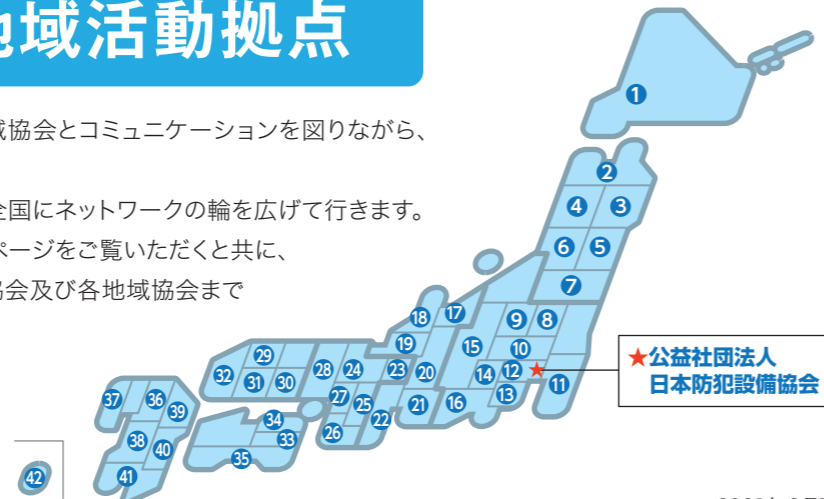 地域活動拠点
域協会とコミュニケーションを図りながら、
全国にネットワークの輪を広げて行きます。
ページをご覧いただくと共に、
協会及び各地域協会まで
1
2
4 3
6 5
7
18 17 9 8
19 15 10
29 28 24 23 20 14 12
★公益社団法人
日本防犯設備協会
32 31 30 27 25 21 16 13 11
26 22
37 36 39 34 33
38 40 35
42 41